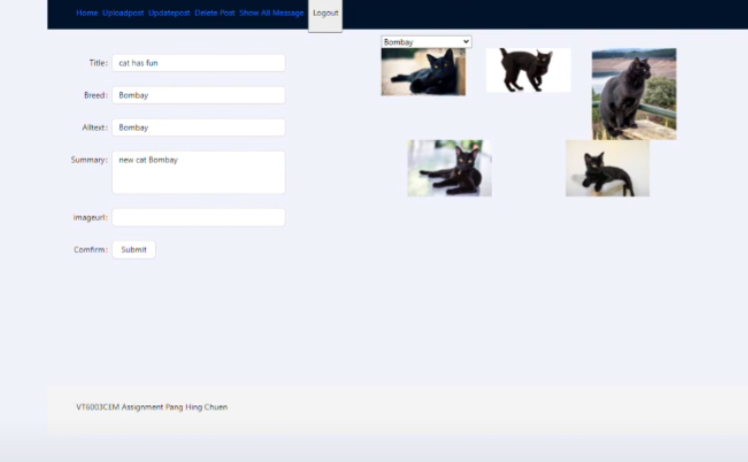 Home Uploadpost Updatepost Delete Post Show All Message Logout
Bombay
Title: cat has fun
Breed: Bombay
Alltext: Bombay
Summary: new cat Bombay
imageurl:
Comfirm: Submit
VT6003CEM Assignment Pang Hing Chuen